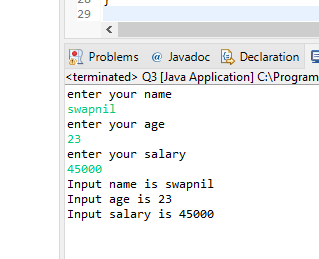 29
Problems @ Javadoc Declaration
<terminated> Q3 [Java Application] C:\Program
enter your name
swapnil
enter your age
23
enter your salary
45000
Input name is swapnil
Input age is 23
Input salary is 45000